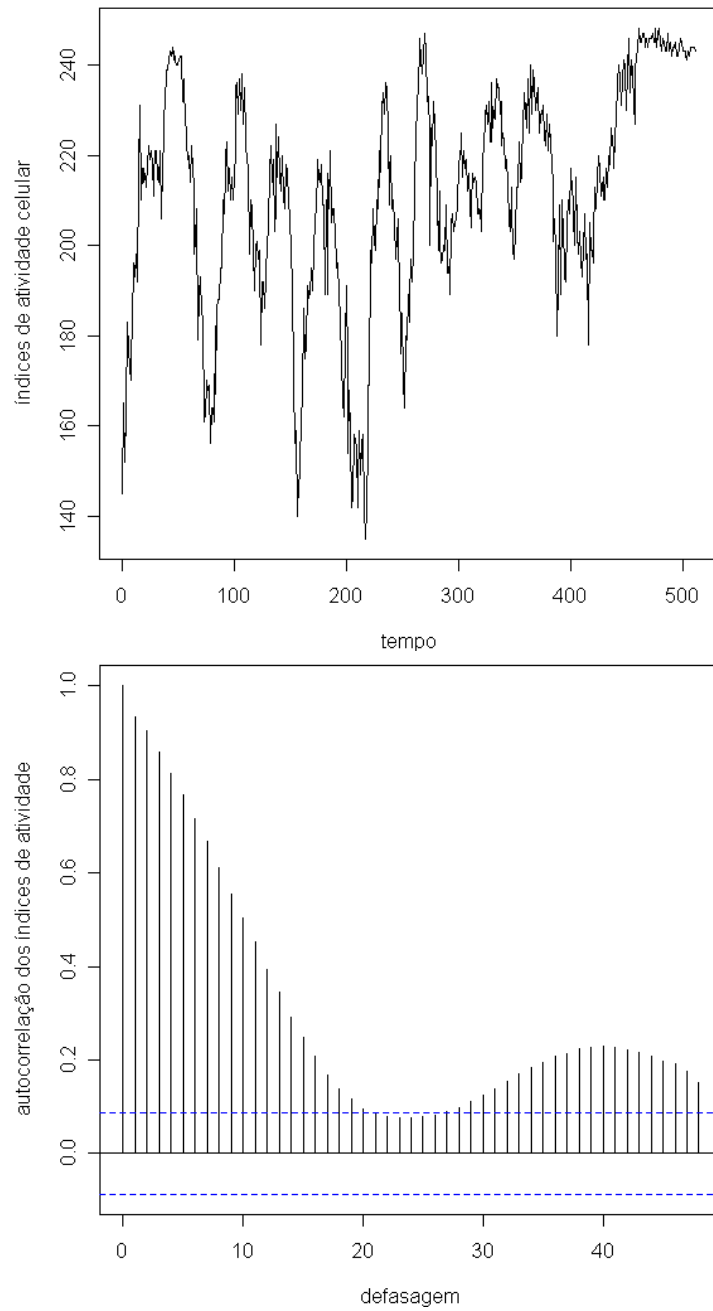 240
220
200
180
160
140
índices de atividade celular
0 100 200 300 400 500
tempo
1.0
0.8
0.6
0.4
0.2
0.0
autocorrelação dos índices de atividade
0 10 20 30 40
defasagem